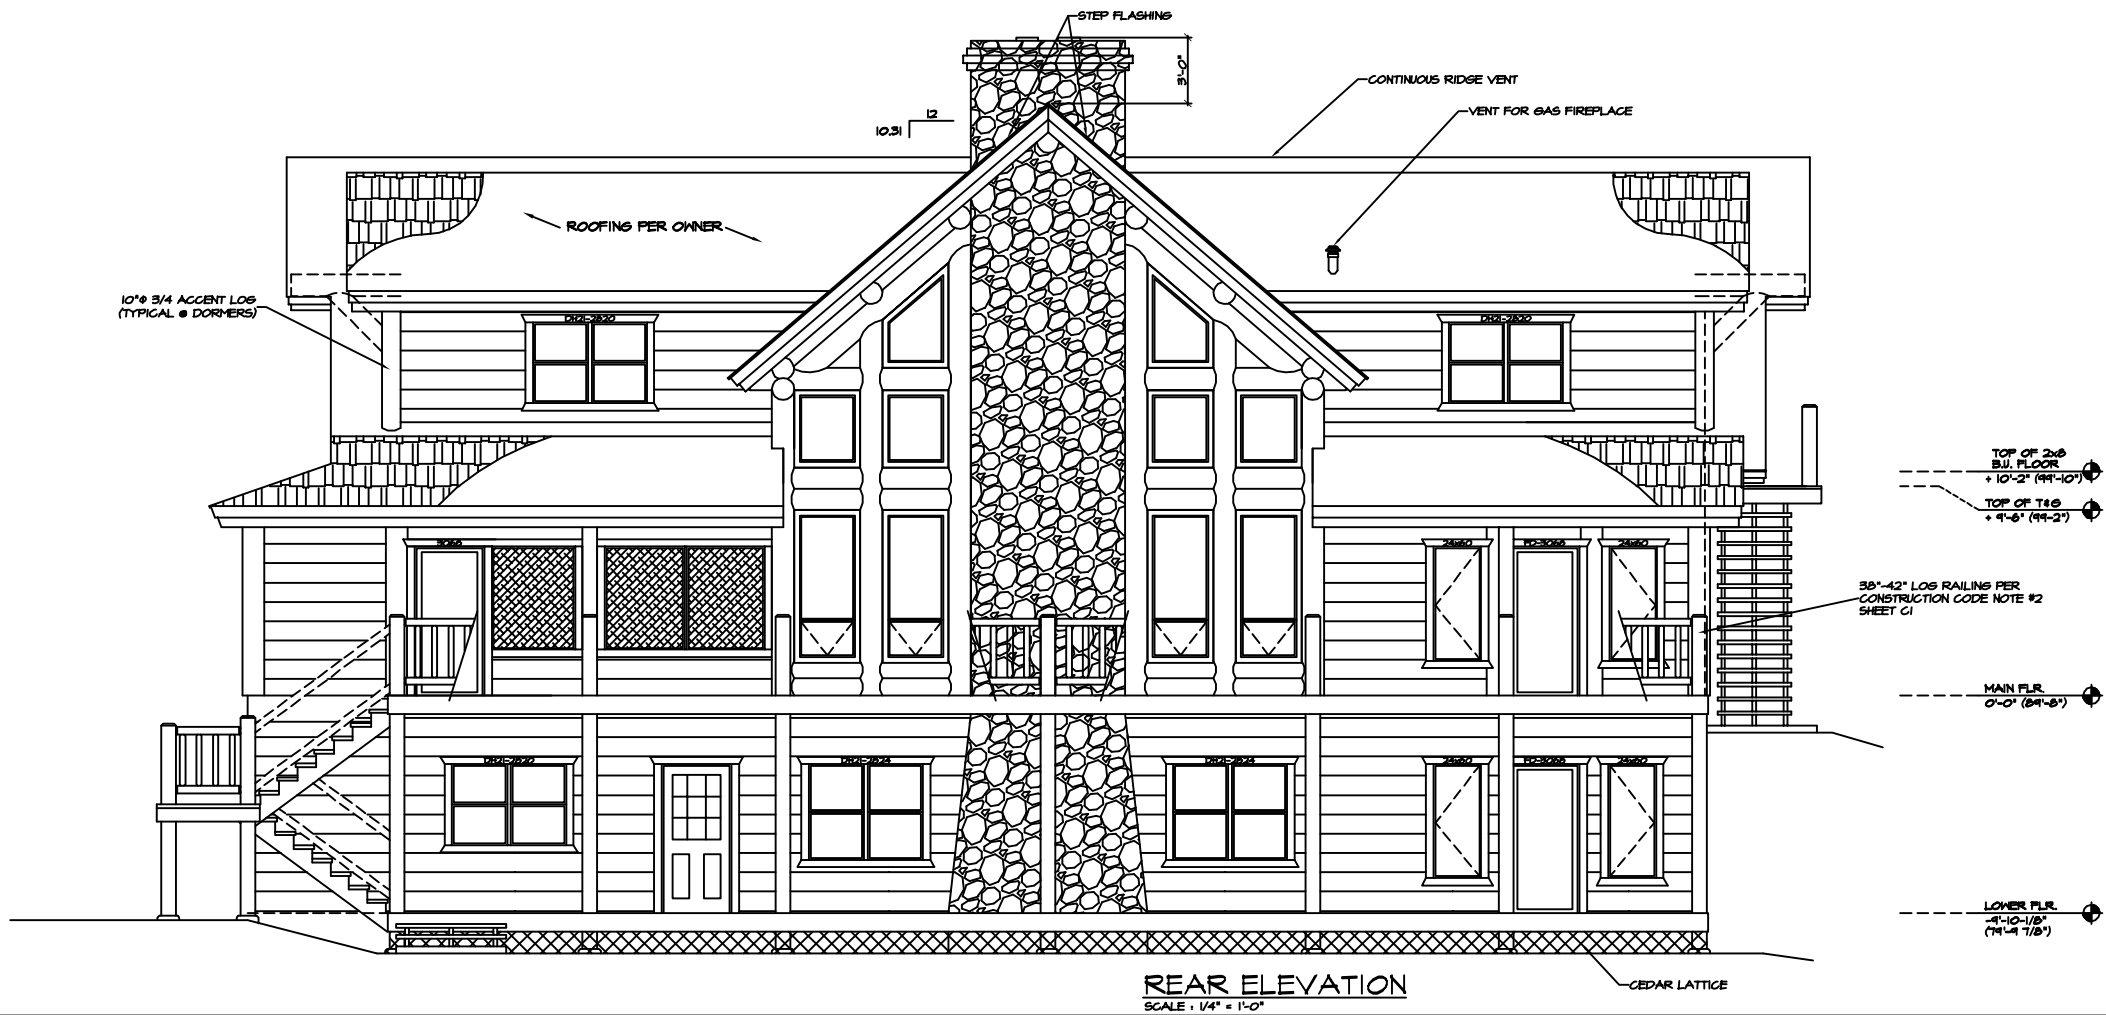 STEP FLASHING
3'-0"
CONTINUOUS RIDGE VENT
VENT FOR GAS FIREPLACE
12
10.31
ROOFING PER OWNER
10"Φ 3/4 ACCENT LOG
(TYPICAL @ DORMERS)
DH21-2820
DH21-2820
TOP OF 2x8
B.U. FLOOR
+ 10'-2" (99'-10")
TOP OF T&G
+ 9'-6" (99-2")
3068
24x60
FD-3068
24x60
38"-42" LOG RAILING PER
CONSTRUCTION CODE NOTE #2
SHEET C1
MAIN FLR.
0'-0" (89'-8")
DH21-2820
DH21-2824
DH21-2824
24x60
FD-3068
24x60
LOWER FLR.
-9'-10-1/8"
(79'-9 7/8")
CEDAR LATTICE
REAR ELEVATION
SCALE : 1/4" = 1'-0"